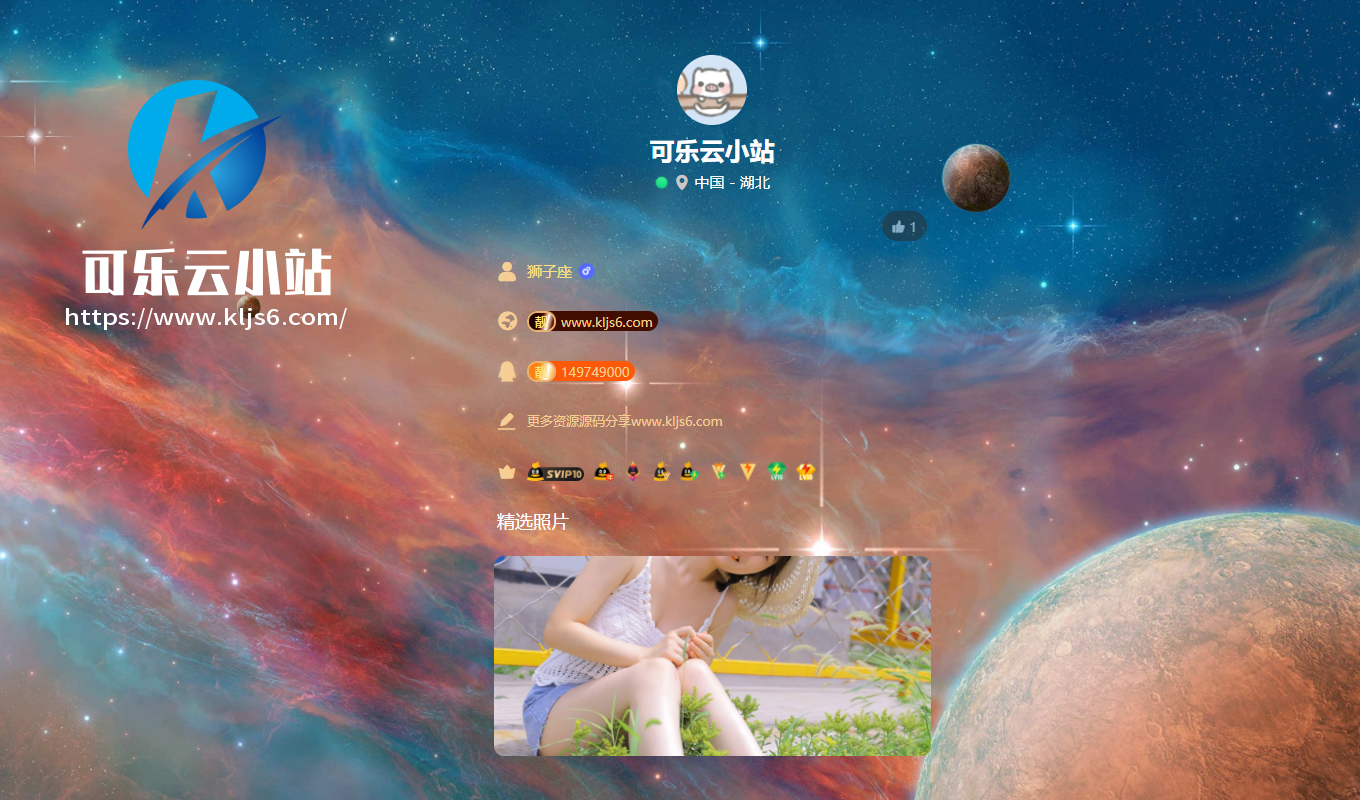 可乐云小站
https://www.kljs6.com/
可乐云小站
中国 - 湖北
1
狮子座
靓 www.kljs6.com
靓 149749000
更多资源源码分享www.kljs6.com
SVIP10
精选照片